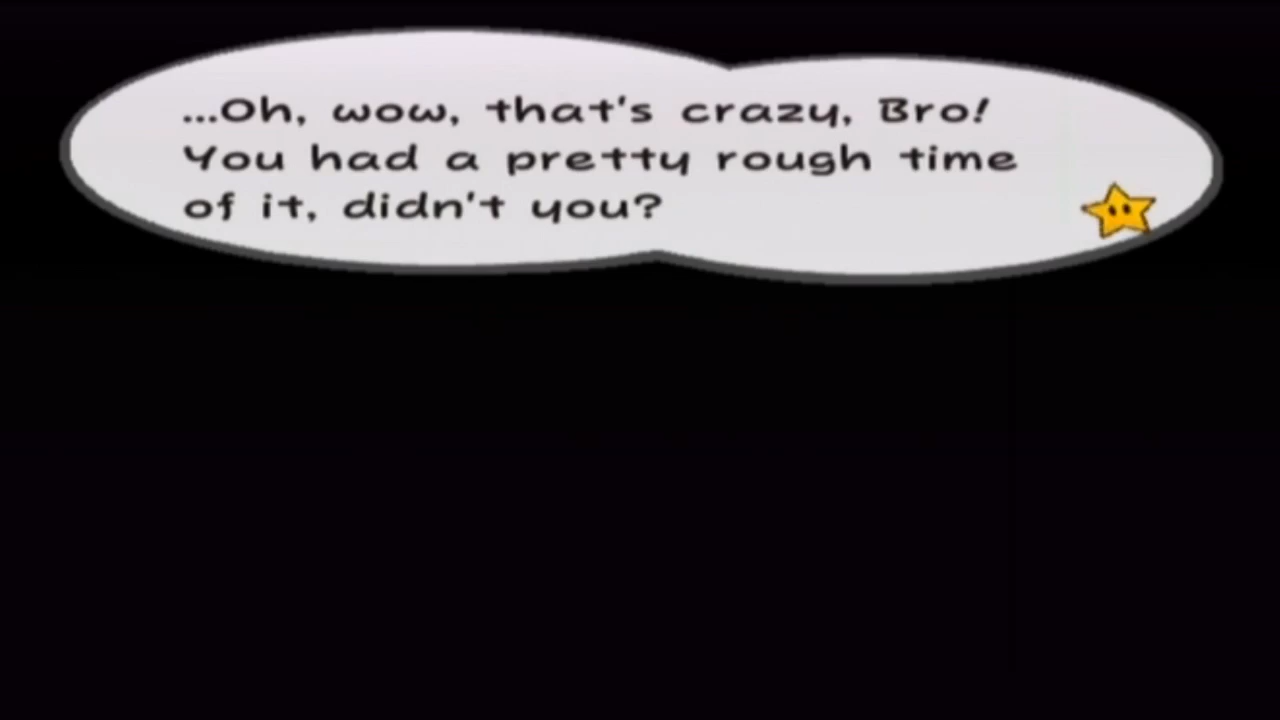 ...Oh, wow, that's crazy, Bro!
You had a pretty rough time
of it, didn't you?